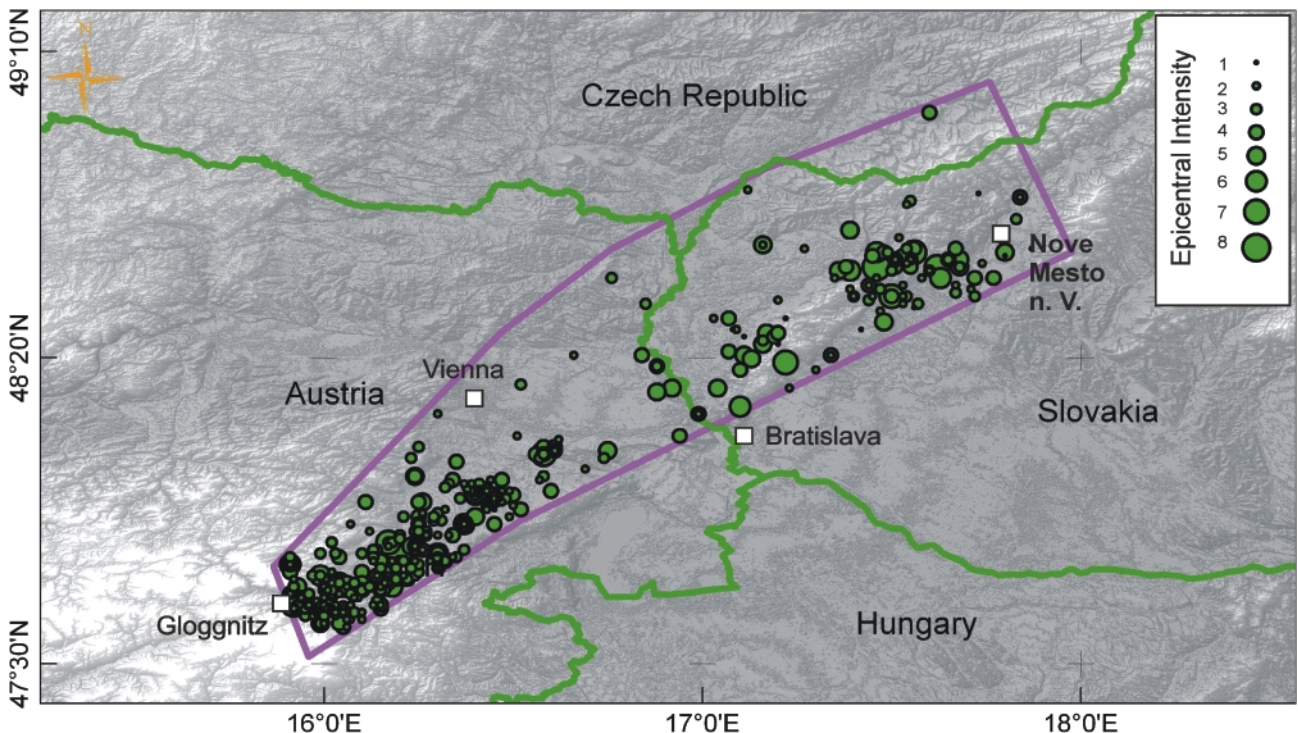 N
49°10'N
48°20'N
47°30'N
Czech Republic
Epicentral Intensity
1
2
3
4
5
6
7
8
Nove
Mesto
n. V.
Vienna
Austria
Slovakia
Bratislava
Gloggnitz
Hungary
16°0'E
17°0'E
18°0'E